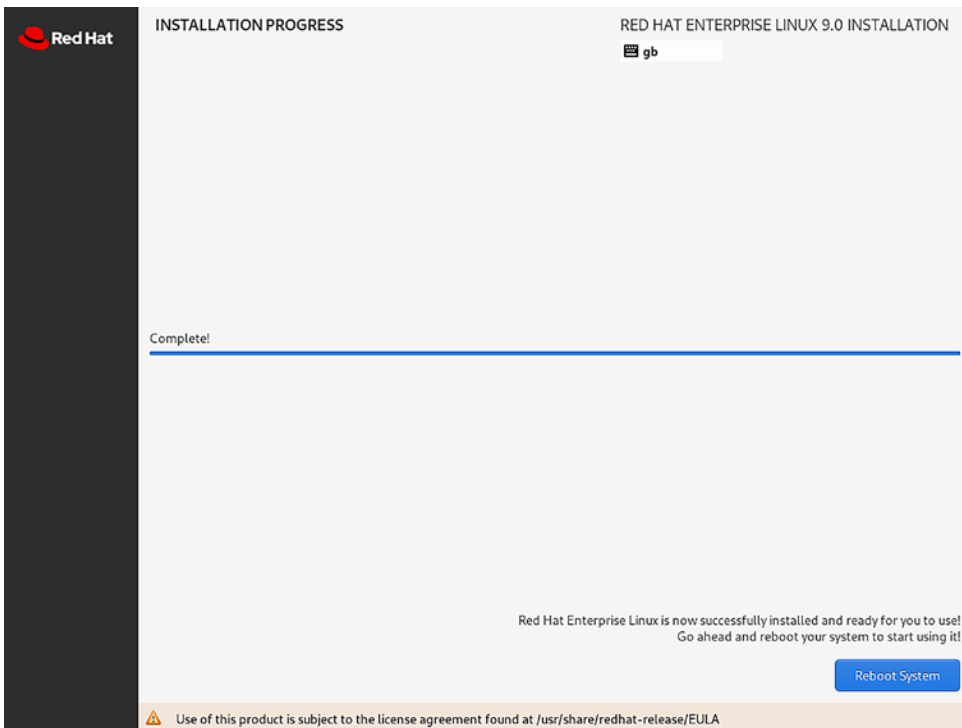 Red Hat
INSTALLATION PROGRESS
RED HAT ENTERPRISE LINUX 9.0 INSTALLATION
gb
Complete!
Red Hat Enterprise Linux is now successfully installed and ready for you to use!
Go ahead and reboot your system to start using it!
Reboot System
Use of this product is subject to the license agreement found at /usr/share/redhat-release/EULA